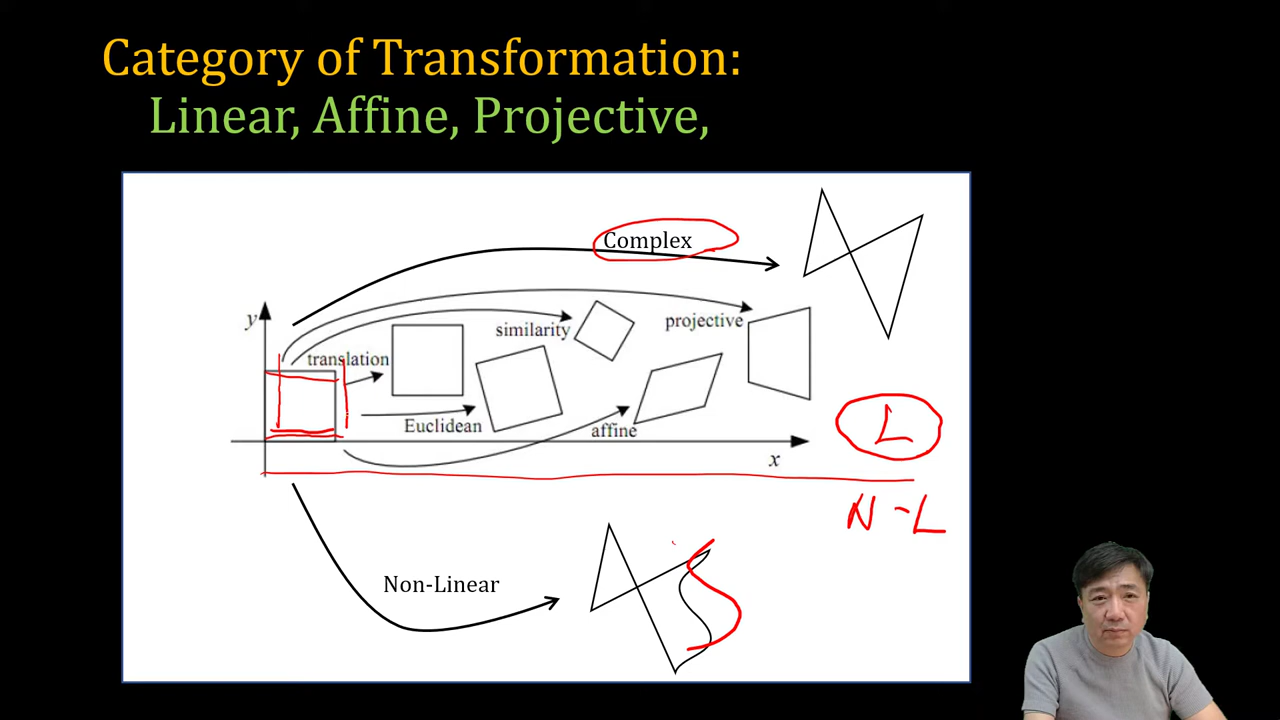 Category of Transformation:
Linear, Affine, Projective,
Complex
y
similarity
projective
translation
Euclidean
affine
x
L
N-L
Non-Linear